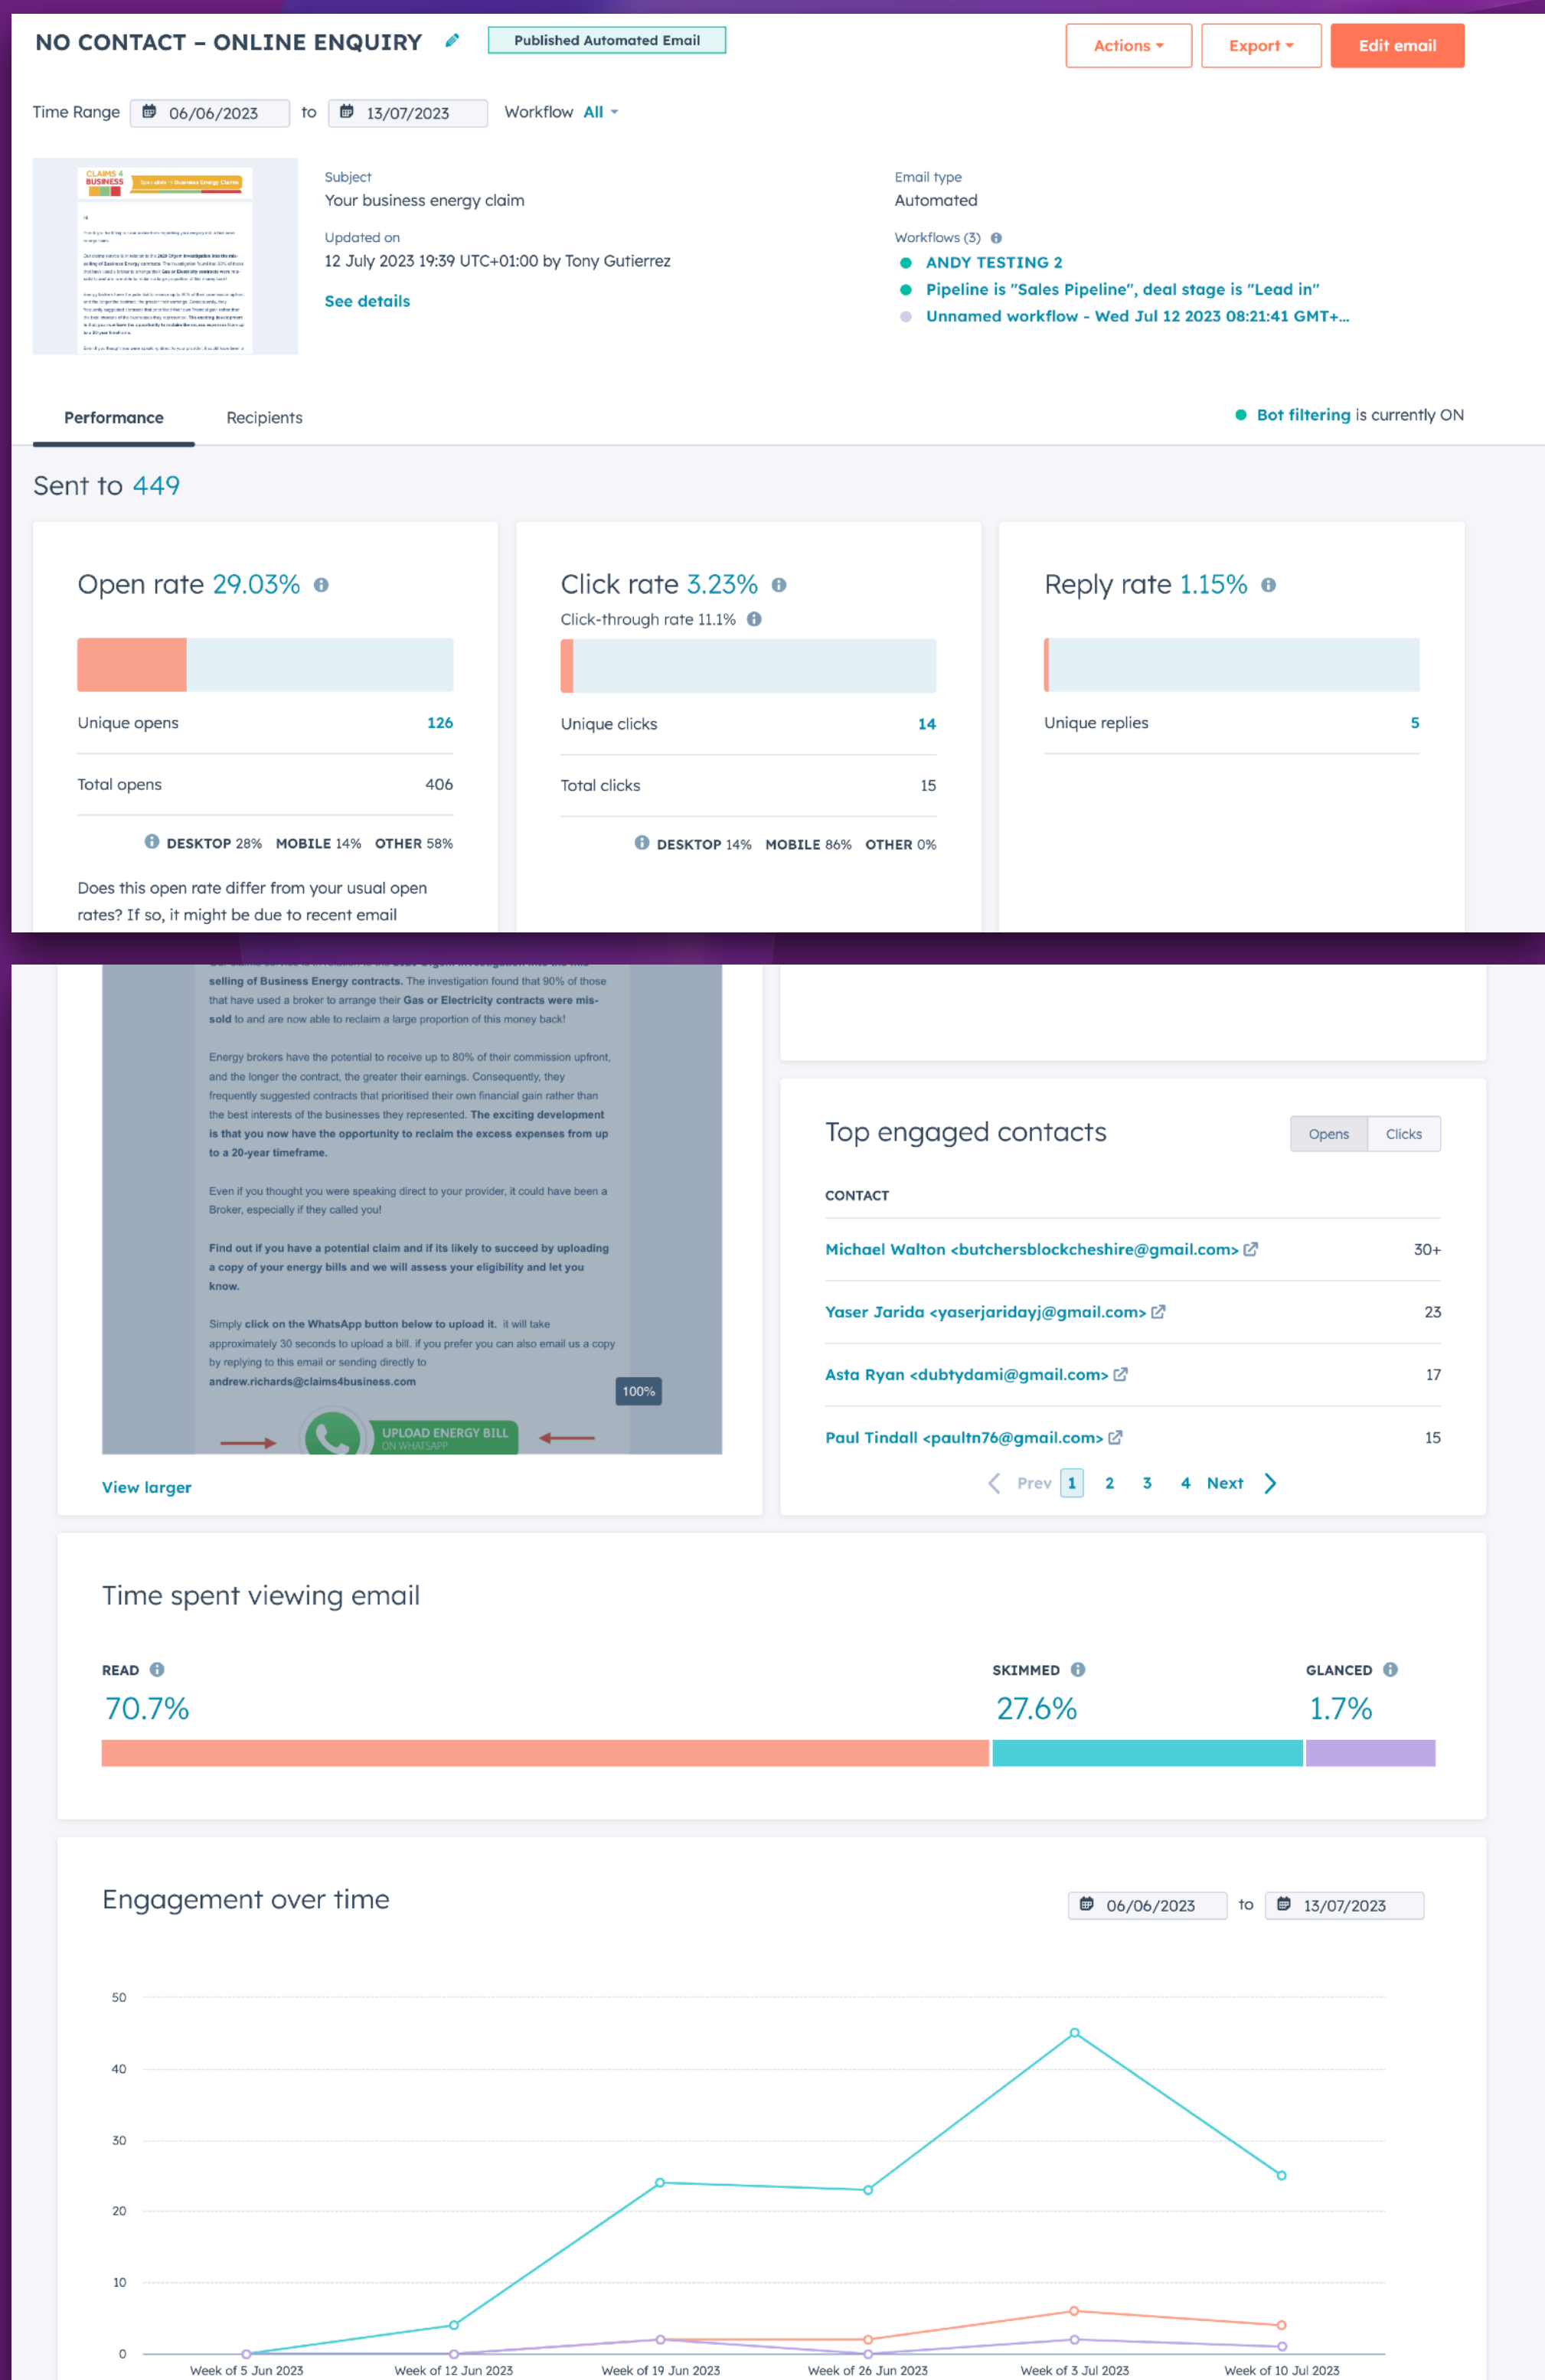 NO CONTACT – ONLINE ENQUIRY
Published Automated Email
Actions
Export
Edit email
Time Range
06/06/2023
to
13/07/2023
Workflow All
CLAIMS 4
BUSINESS
Subject
Your business energy claim
Updated on
12 July 2023 19:39 UTC+01:00 by Tony Gutierrez
See details
Email type
Automated
Workflows (3)
ANDY TESTING 2
Pipeline is "Sales Pipeline", deal stage is "Lead in"
Unnamed workflow - Wed Jul 12 2023 08:21:41 GMT+...
Performance
Recipients
Bot filtering is currently ON
Sent to 449
Open rate 29.03%
Unique opens 126
Total opens 406
DESKTOP 28% MOBILE 14% OTHER 58%
Does this open rate differ from your usual open
rates? If so, it might be due to recent email
Click rate 3.23%
Click-through rate 11.1%
Unique clicks 14
Total clicks 15
DESKTOP 14% MOBILE 86% OTHER 0%
Reply rate 1.15%
Unique replies 5
selling of Business Energy contracts. The investigation found that 90% of those
that have used a broker to arrange their Gas or Electricity contracts were mis-
sold to and are now able to reclaim a large proportion of this money back!
Energy brokers have the potential to receive up to 80% of their commission upfront,
and the longer the contract, the greater their earnings. Consequently, they
frequently suggested contracts that prioritised their own financial gain rather than
the best interests of the businesses they represented. The exciting development
is that you now have the opportunity to reclaim the excess expenses from up
to a 20-year timeframe.
Even if you thought you were speaking direct to your provider, it could have been a
Broker, especially if they called you!
Find out if you have a potential claim and if its likely to succeed by uploading
a copy of your energy bills and we will assess your eligibility and let you
know.
Simply click on the WhatsApp button below to upload it. it will take
approximately 30 seconds to upload a bill. if you prefer you can also email us a copy
by replying to this email or sending directly to
andrew.richards@claims4business.com
100%
UPLOAD ENERGY BILL
ON WHATSAPP
View larger
Top engaged contacts
Opens
Clicks
CONTACT
Michael Walton <butchersblockcheshire@gmail.com> 30+
Yaser Jarida <yaserjaridayj@gmail.com> 23
Asta Ryan <dubtydami@gmail.com> 17
Paul Tindall <paultn76@gmail.com> 15
Prev 1 2 3 4 Next
Time spent viewing email
READ
70.7%
SKIMMED
27.6%
GLANCED
1.7%
Engagement over time
06/06/2023
to
13/07/2023
50
40
30
20
10
0
Week of 5 Jun 2023
Week of 12 Jun 2023
Week of 19 Jun 2023
Week of 26 Jun 2023
Week of 3 Jul 2023
Week of 10 Jul 2023